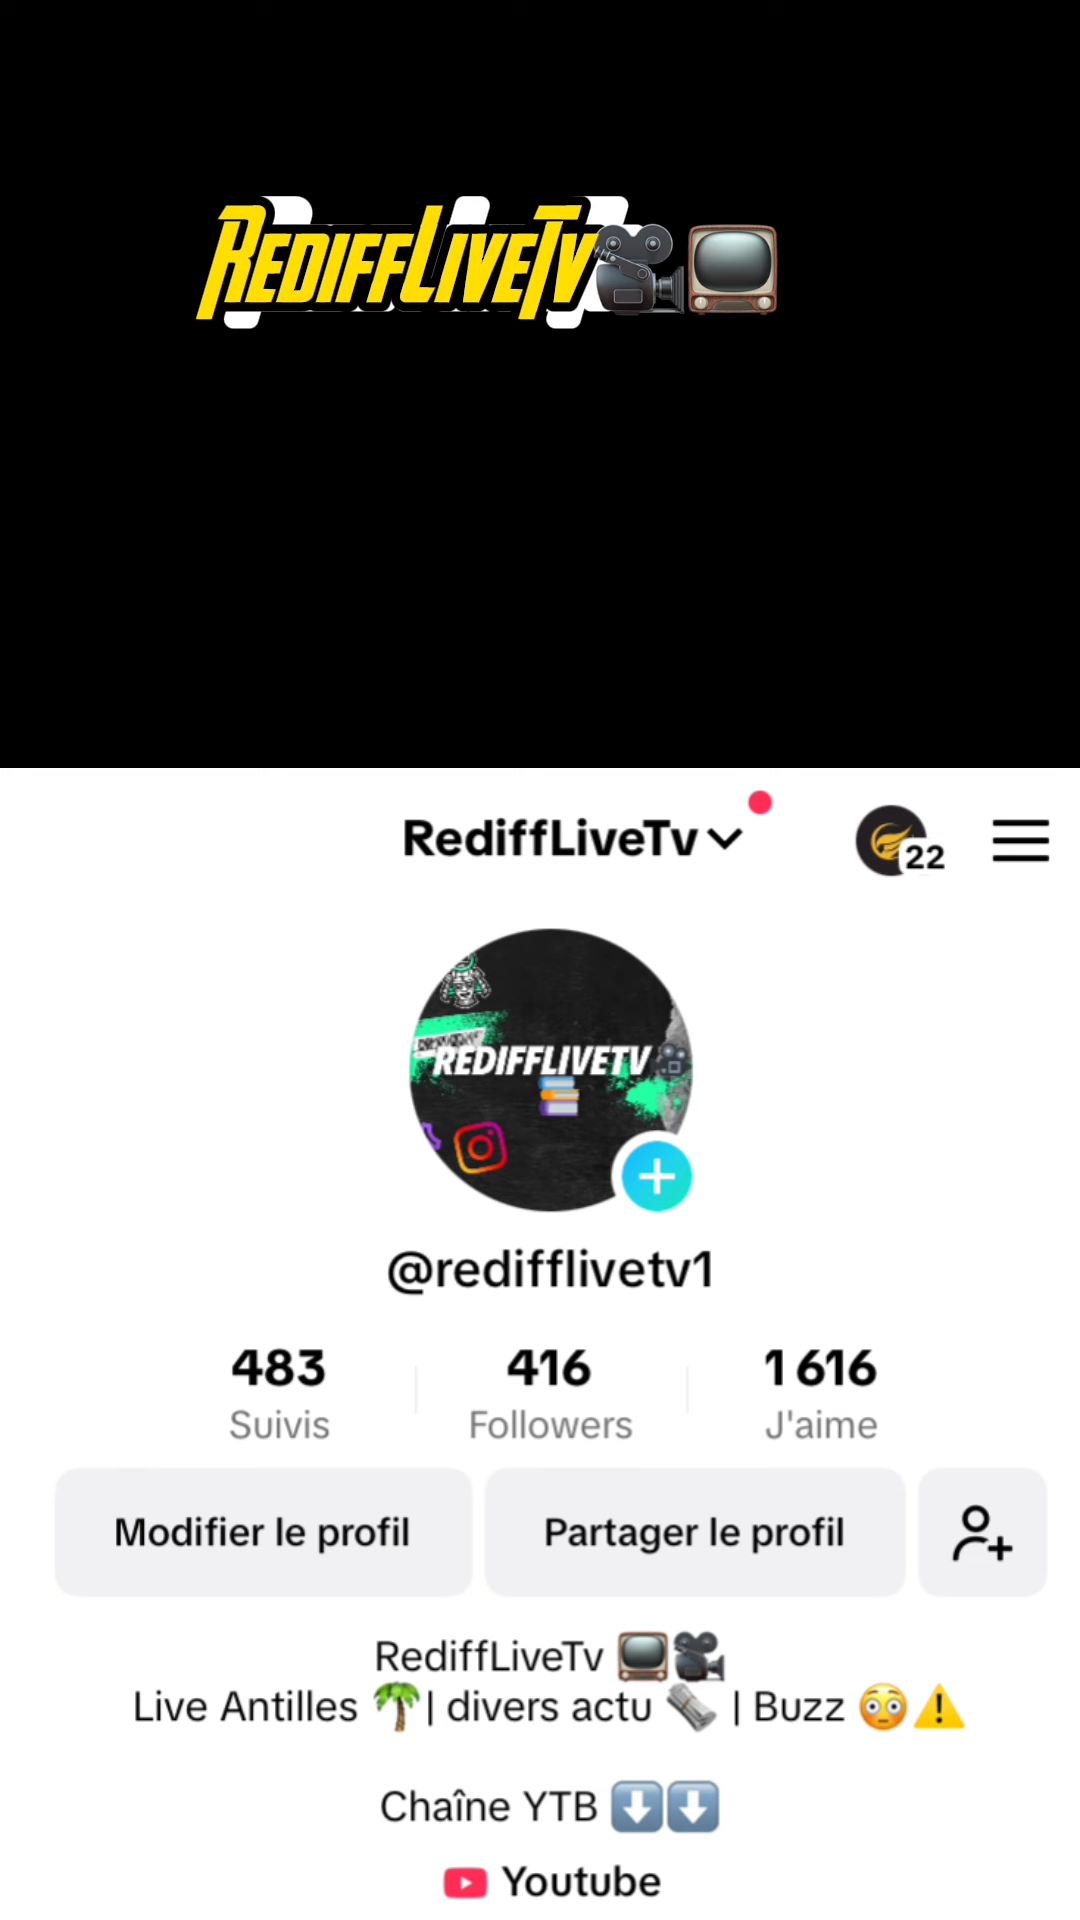 RediffLiveTv🎥📺
RediffLiveTv
22
REDIFFLIVETV🎥
@redifflivetv1
483 416 1 616
Suivis Followers J'aime
Modifier le profil Partager le profil
RediffLiveTv 📺🎥
Live Antilles 🌴| divers actu 🗞️ | Buzz 😳⚠️
Chaîne YTB ⬇️⬇️
Youtube